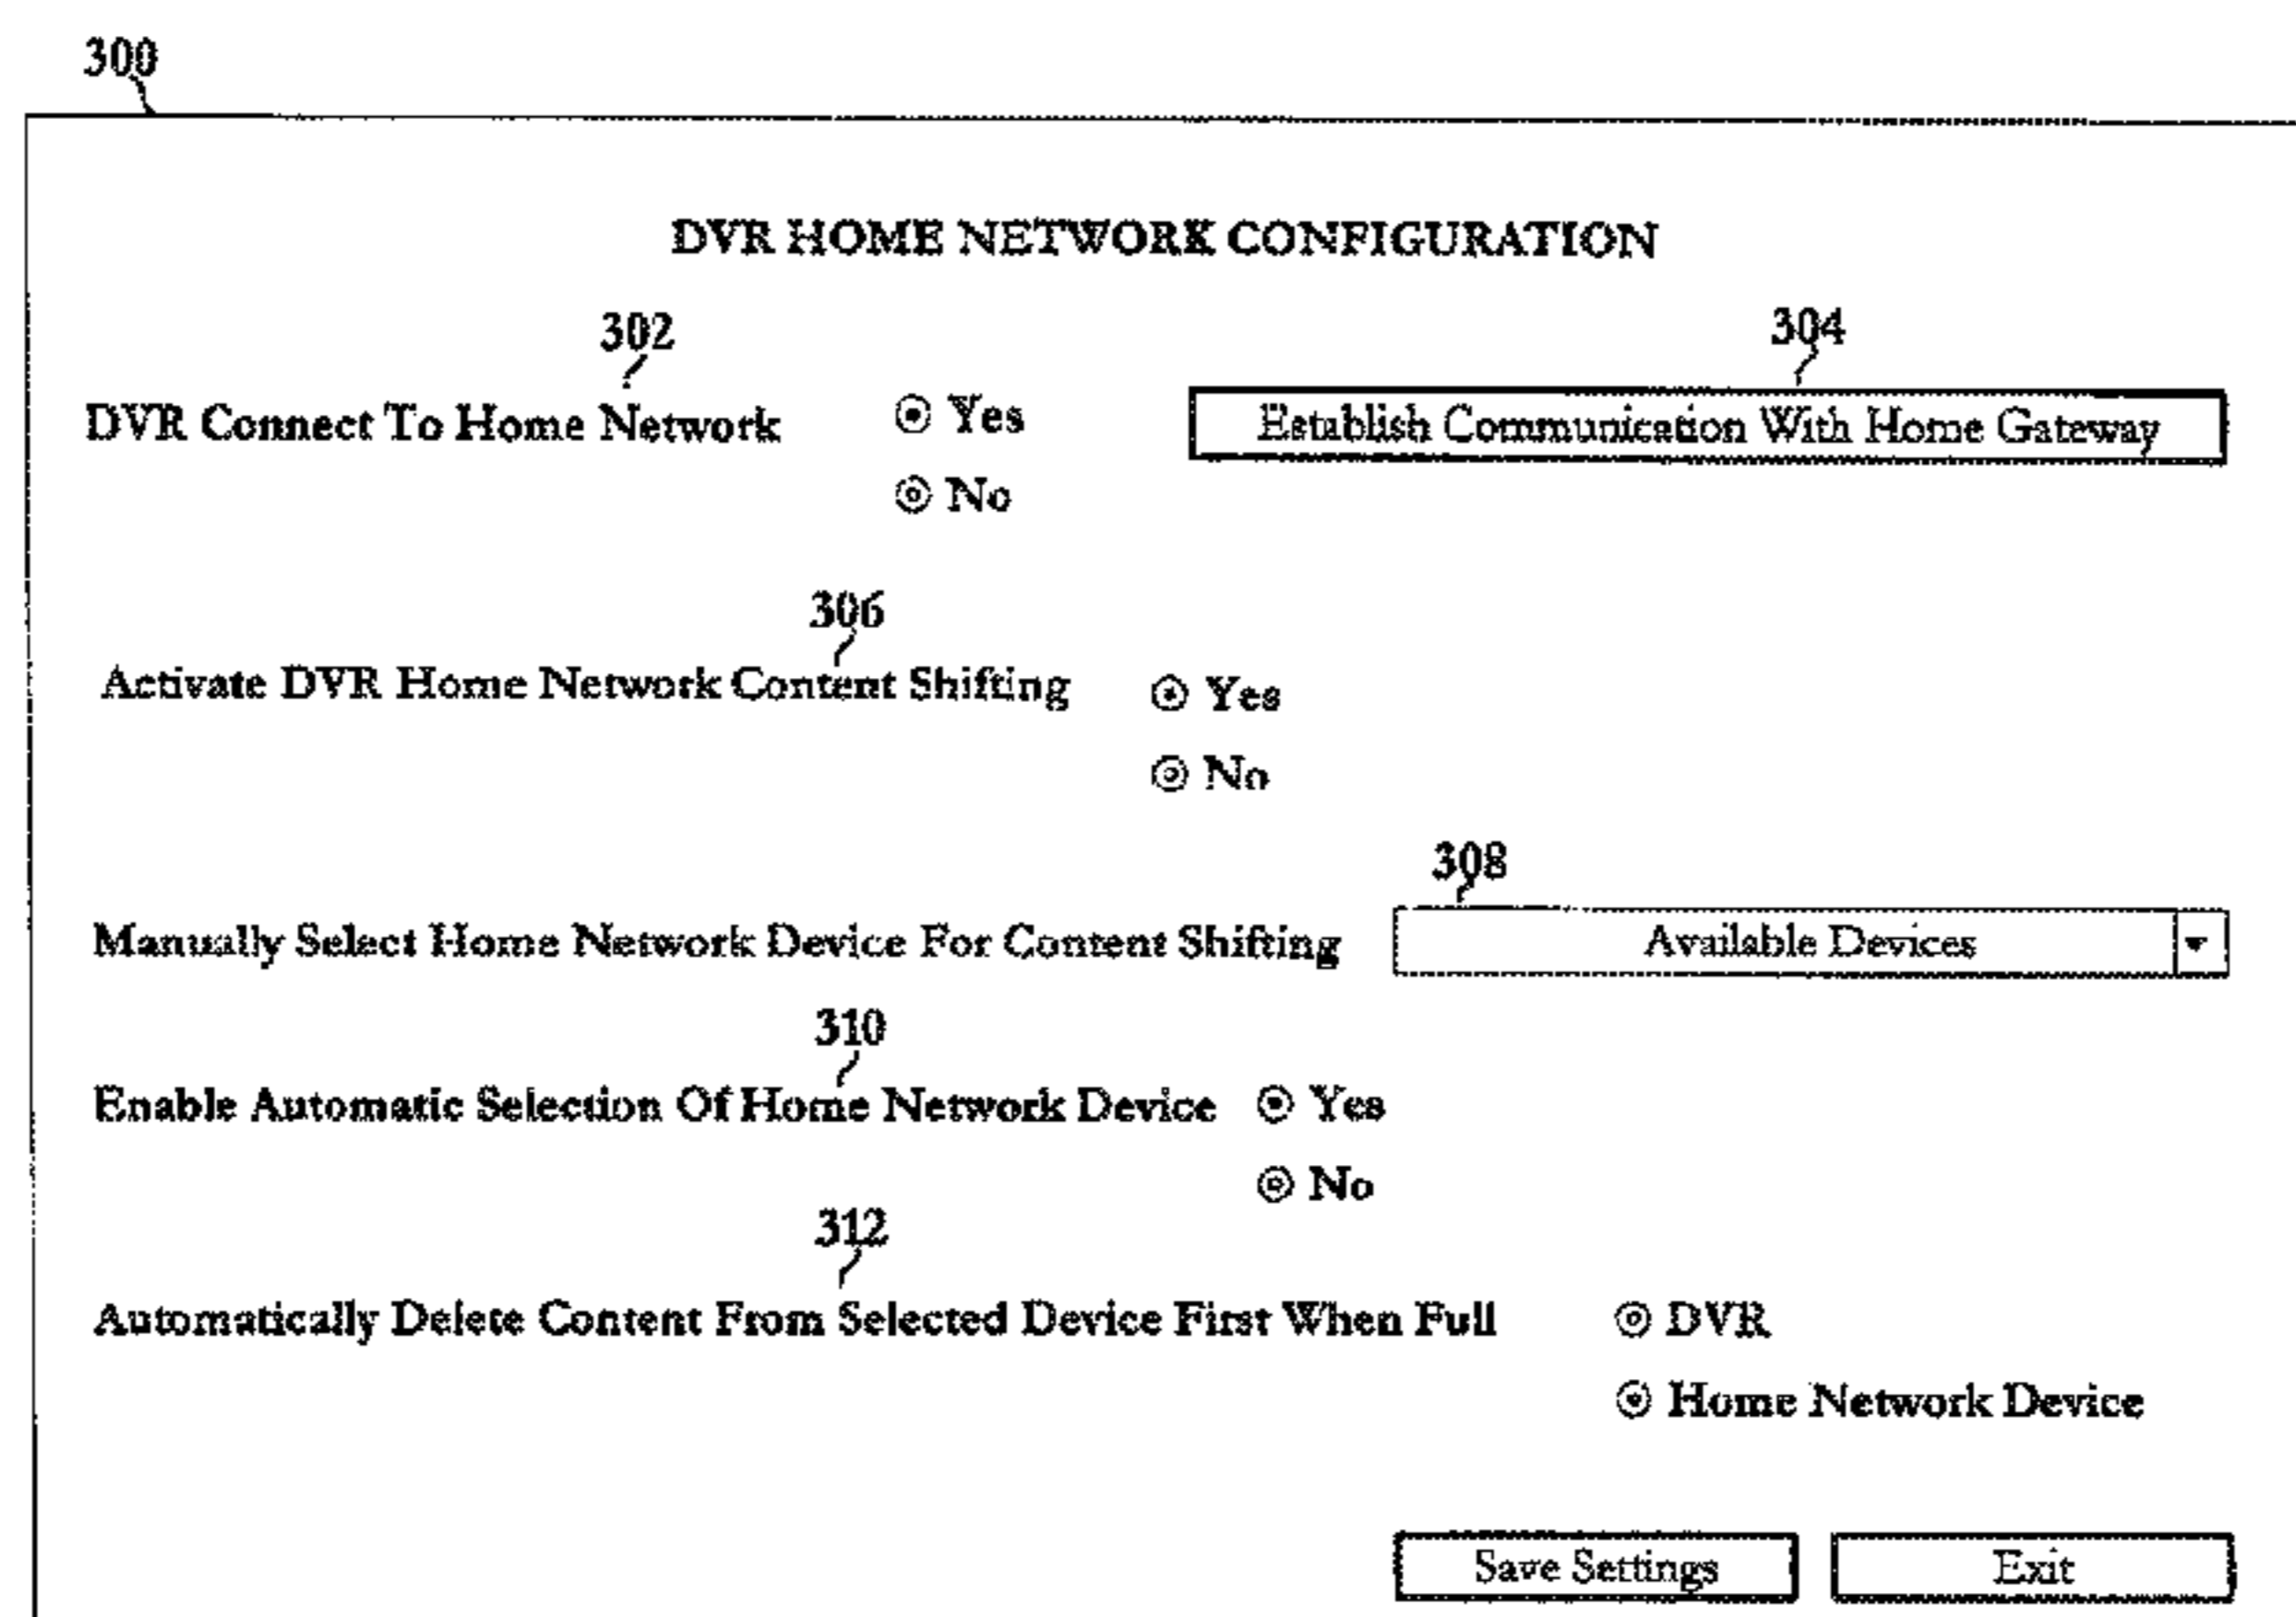 300
DVR HOME NETWORK CONFIGURATION
302
304
DVR Connect To Home Network
Yes
Establish Communication With Home Gateway
No
306
Activate DVR Home Network Content Shifting
Yes
No
308
Manually Select Home Network Device For Content Shifting
Available Devices
310
Enable Automatic Selection Of Home Network Device
Yes
No
312
Automatically Delete Content From Selected Device First When Full
DVR
Home Network Device
Save Settings
Exit